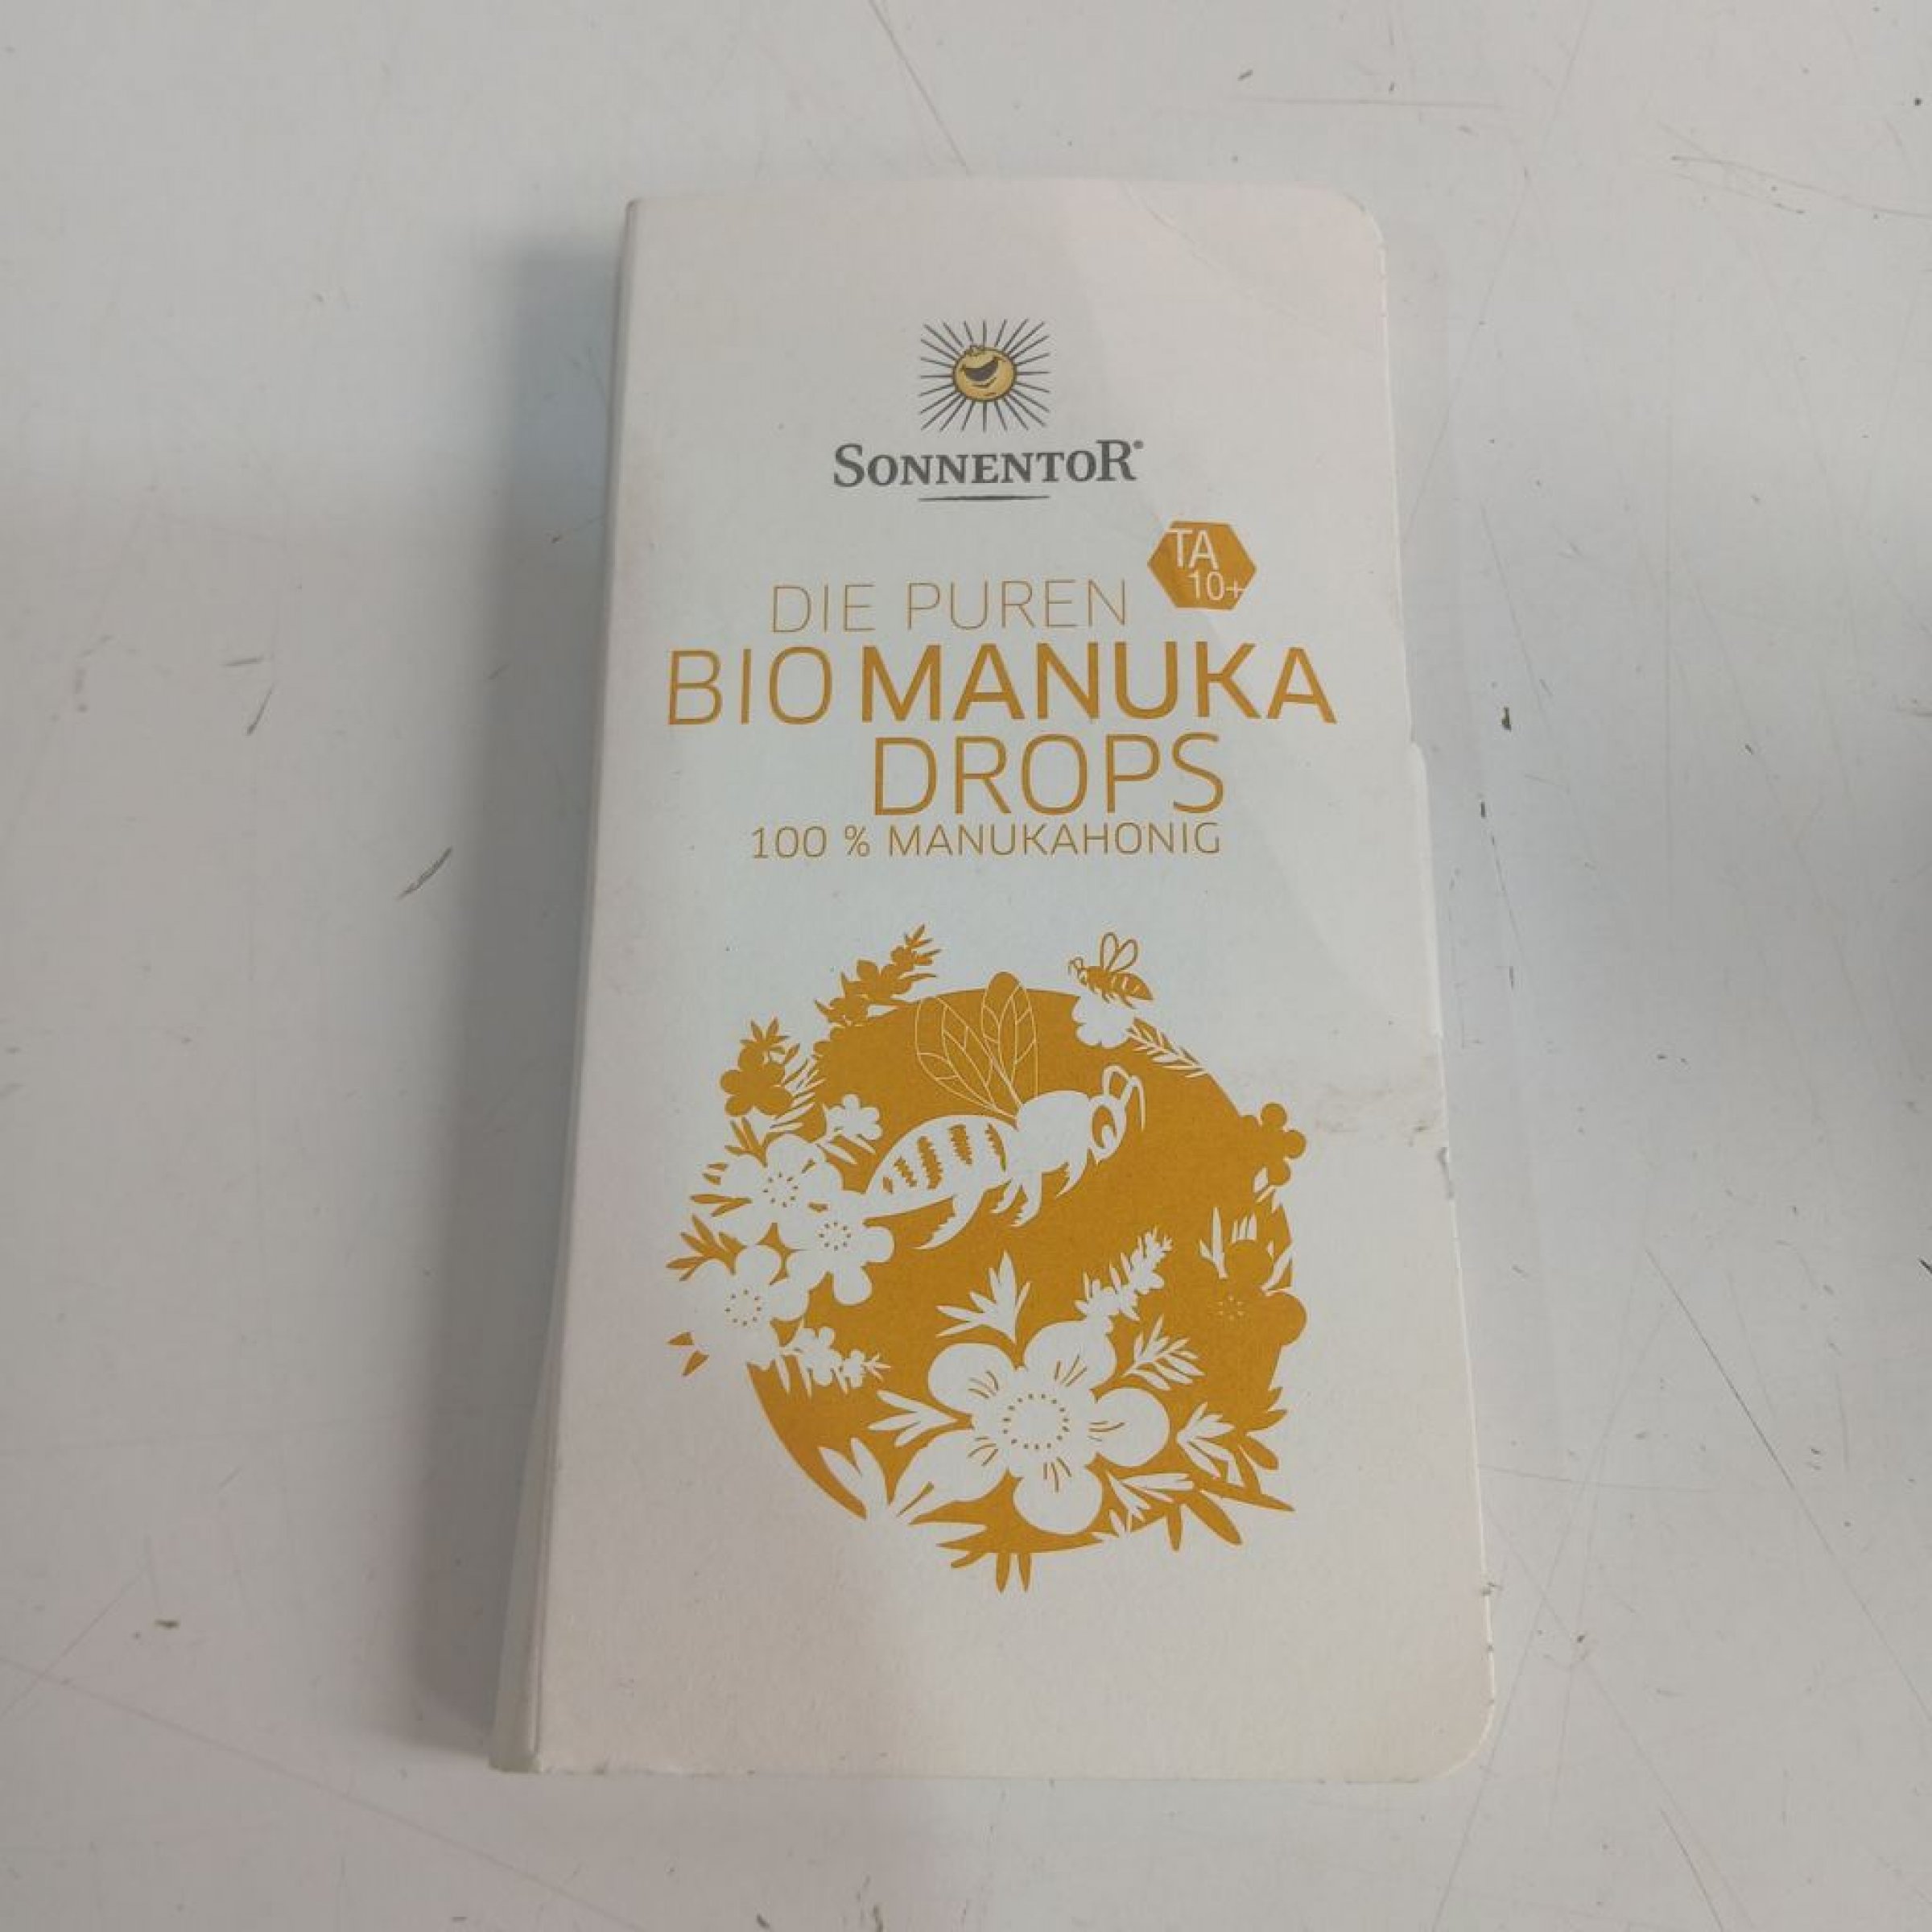 SONNENTOR®
TA
10+
DIE PUREN
BIO MANUKA
DROPS
100 % MANUKAHONIG